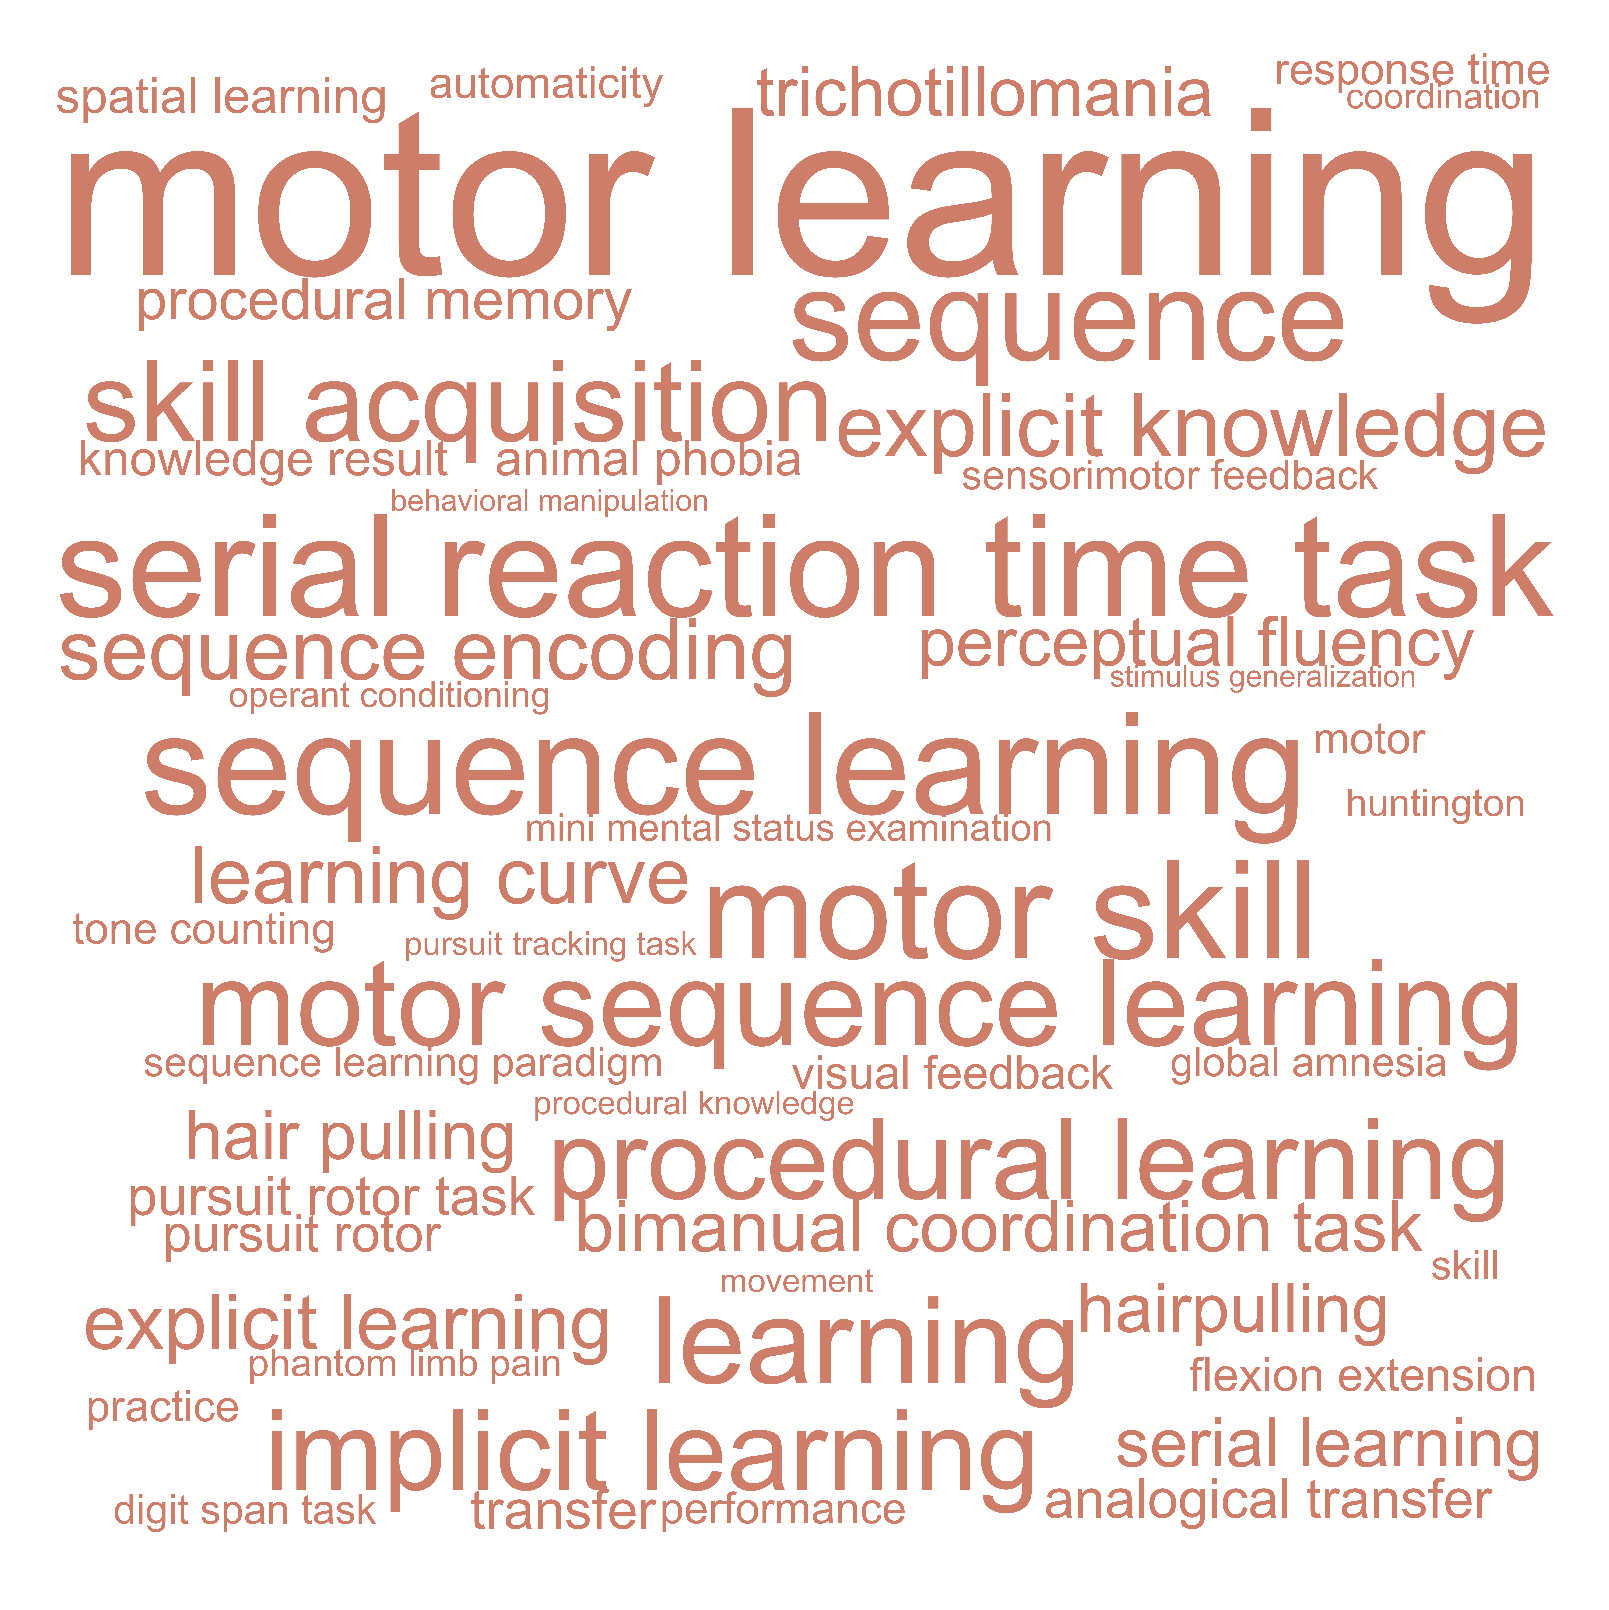 spatial learning
automaticity
trichotillomania
response time
coordination
motor learning
procedural memory
sequence
skill acquisition
explicit knowledge
knowledge result
animal phobia
sensorimotor feedback
behavioral manipulation
serial reaction time task
sequence encoding
perceptual fluency
stimulus generalization
operant conditioning
sequence learning
motor
huntington
mini mental status examination
learning curve
motor skill
tone counting
pursuit tracking task
motor sequence learning
sequence learning paradigm
visual feedback
global amnesia
procedural knowledge
hair pulling
procedural learning
pursuit rotor task
pursuit rotor
bimanual coordination task
skill
movement
explicit learning
learning
hairpulling
phantom limb pain
flexion extension
practice
implicit learning
serial learning
digit span task
transfer
performance
analogical transfer